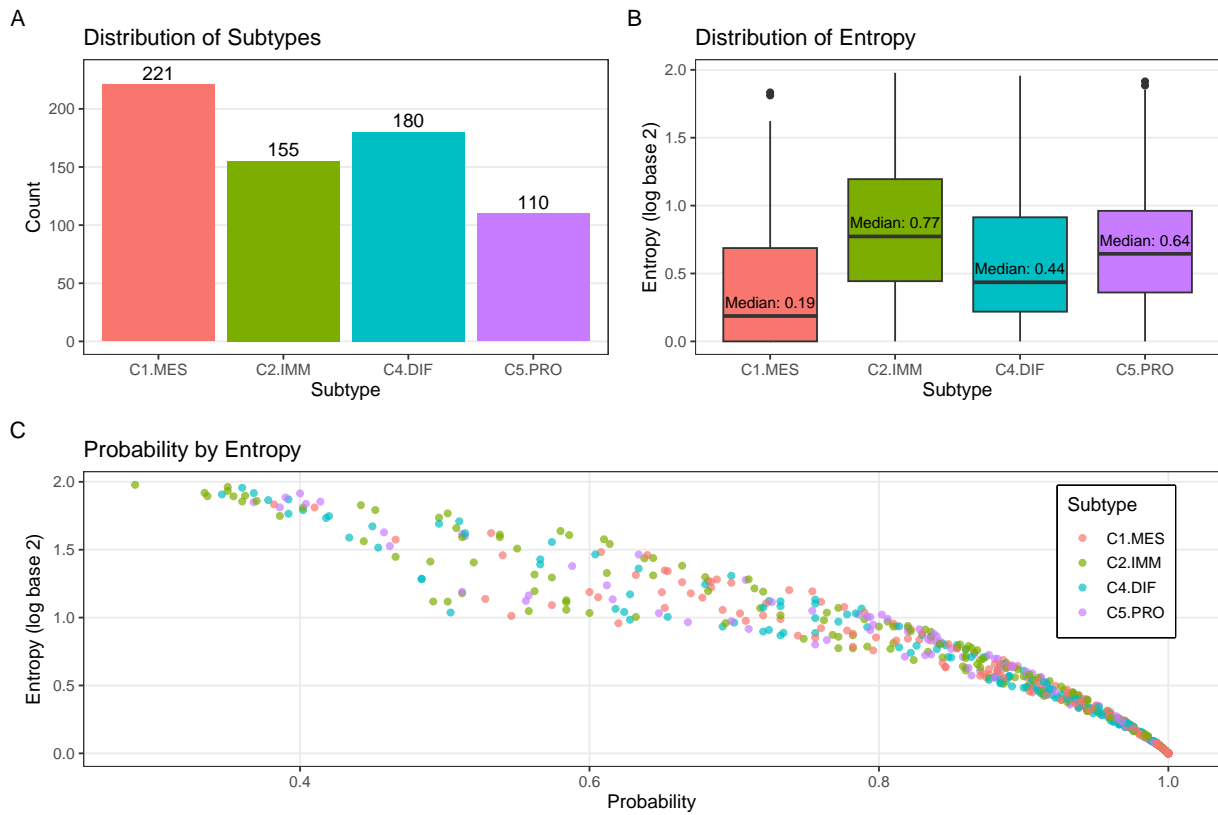 A
Distribution of Subtypes
221
155
180
110
200
150
100
50
0
Count
C1.MES
C2.IMM
C4.DIF
C5.PRO
Subtype
B
Distribution of Entropy
2.0
1.5
1.0
0.5
0.0
Entropy (log base 2)
Median: 0.19
Median: 0.77
Median: 0.44
Median: 0.64
C1.MES
C2.IMM
C4.DIF
C5.PRO
Subtype
C
Probability by Entropy
2.0
1.5
1.0
0.5
0.0
Entropy (log base 2)
0.4
0.6
0.8
1.0
Probability
Subtype
C1.MES
C2.IMM
C4.DIF
C5.PRO